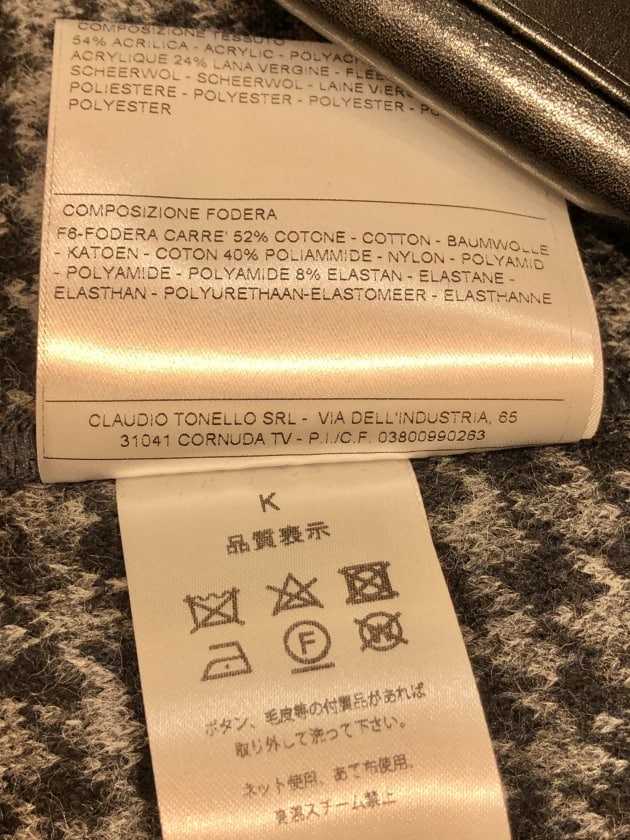 COMPOSIZIONE TESSUTO
54% ACRILICA - ACRYLIC - POLYAC
ACRYLIQUE 24% LANA VERGINE - FLEE
SCHEERWOL - SCHEERWOL - LAINE VIER
POLIESTERE - POLYESTER - POLYESTER - PO
POLYESTER
COMPOSIZIONE FODERA
F6-FODERA CARRE' 52% COTONE - COTTON - BAUMWOLLE
- KATOEN - COTON 40% POLIAMMIDE - NYLON - POLYAMID
- POLYAMIDE - POLYAMIDE 8% ELASTAN - ELASTANE -
ELASTHAN - POLYURETHAAN-ELASTOMEER - ELASTHANNE
CLAUDIO TONELLO SRL - VIA DELL'INDUSTRIA, 65
31041 CORNUDA TV - P.I./C.F. 03800990263
K
品質表示
F
W
ボタン、毛皮等の付属品があれば
取り外して洗って下さい。
ネット使用、あて布使用、
高温スチーム禁止